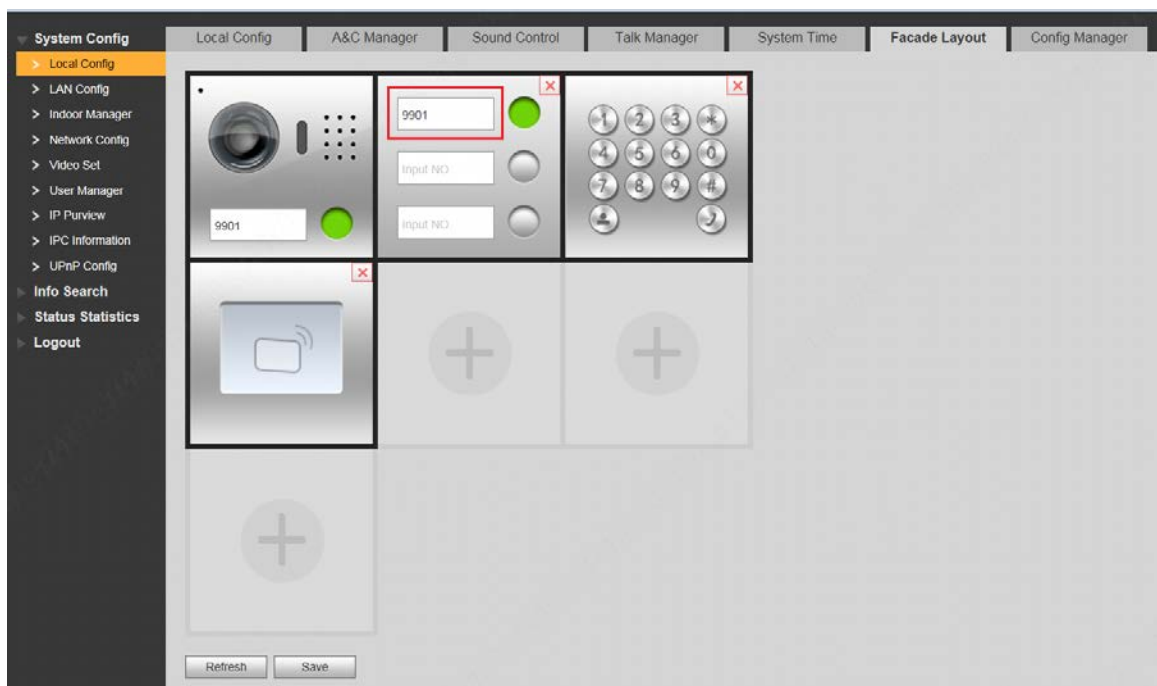 System Config
Local Config
LAN Config
Indoor Manager
Network Config
Video Set
User Manager
IP Purview
IPC Information
UPnP Config
Info Search
Status Statistics
Logout
Local Config
A&C Manager
Sound Control
Talk Manager
System Time
Facade Layout
Config Manager
9901
9901
Input NO
Input NO
1 2 3 *
4 5 6 0
7 8 9 #
Refresh
Save